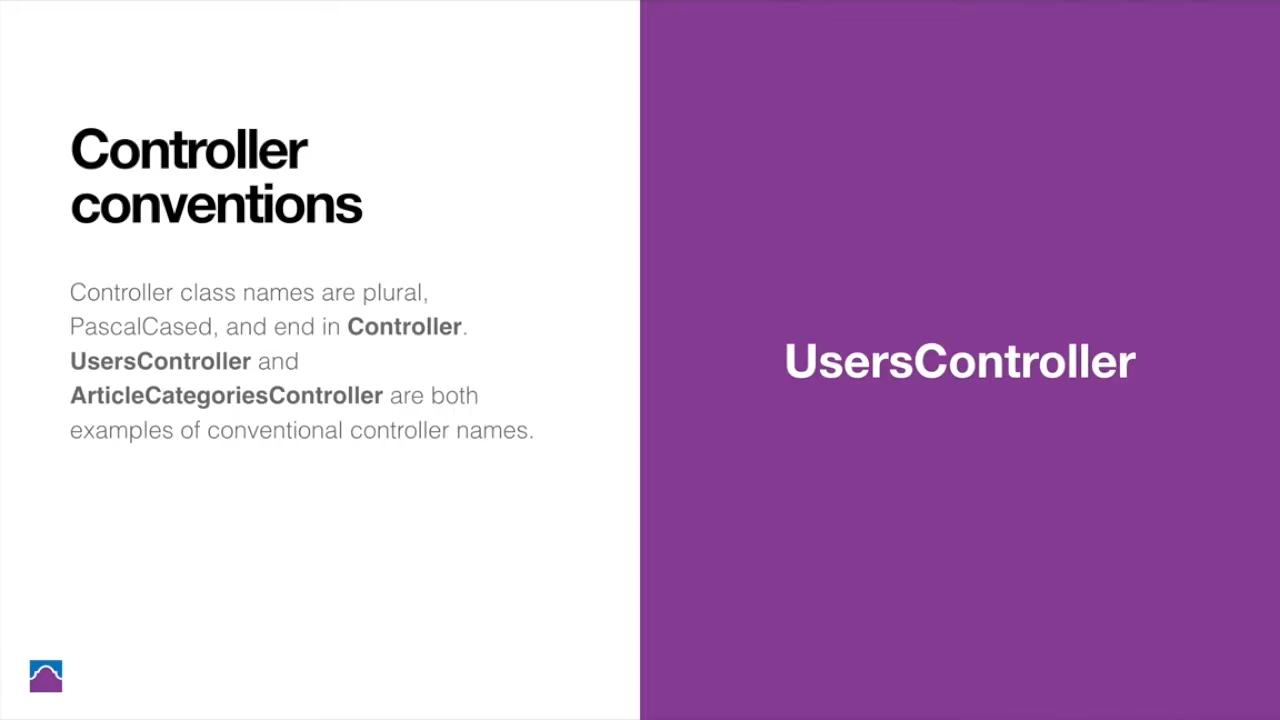 Controller
conventions
Controller class names are plural,
PascalCased, and end in Controller.
UsersController and
ArticleCategoriesController are both
examples of conventional controller names.
UsersController